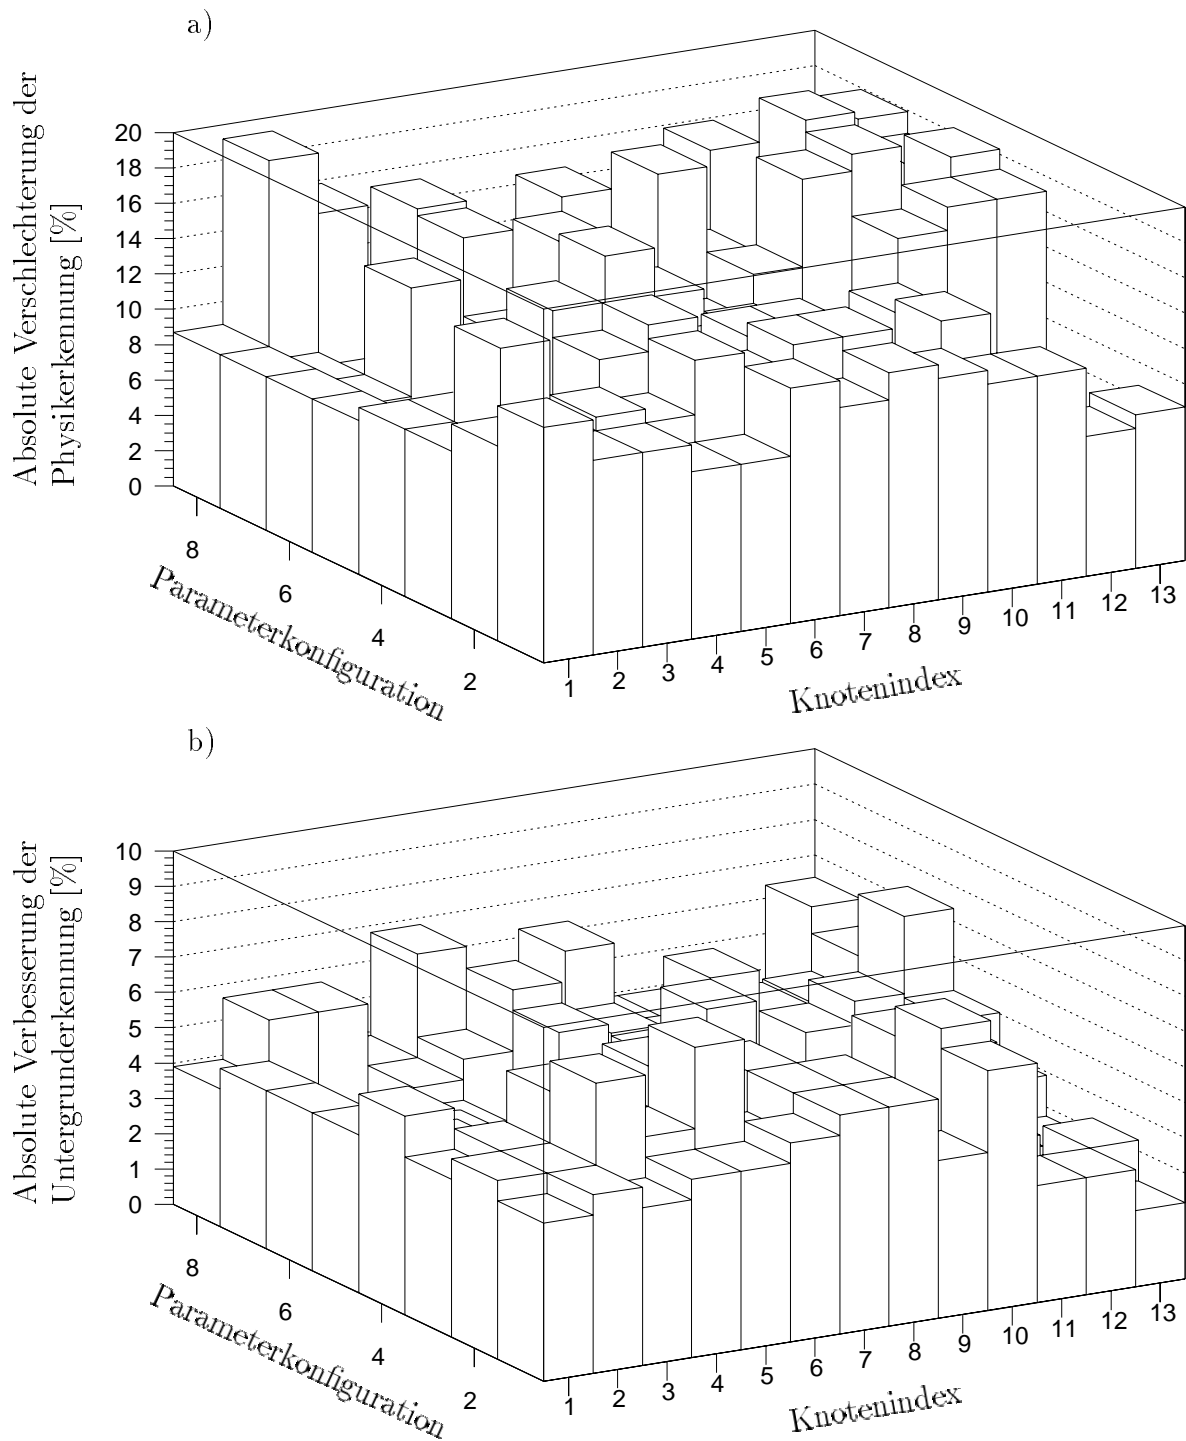 a)
Absolute Verschlechterung der
Physikerkennung [%]
20
18
16
14
12
10
8
6
4
2
0
8
6
4
2
Parameterkonfiguration
1 2 3 4 5 6 7 8 9 10 11 12 13
Knotenindex
b)
Absolute Verbesserung der
Untergrunderkennung [%]
10
9
8
7
6
5
4
3
2
1
0
8
6
4
2
Parameterkonfiguration
1 2 3 4 5 6 7 8 9 10 11 12 13
Knotenindex